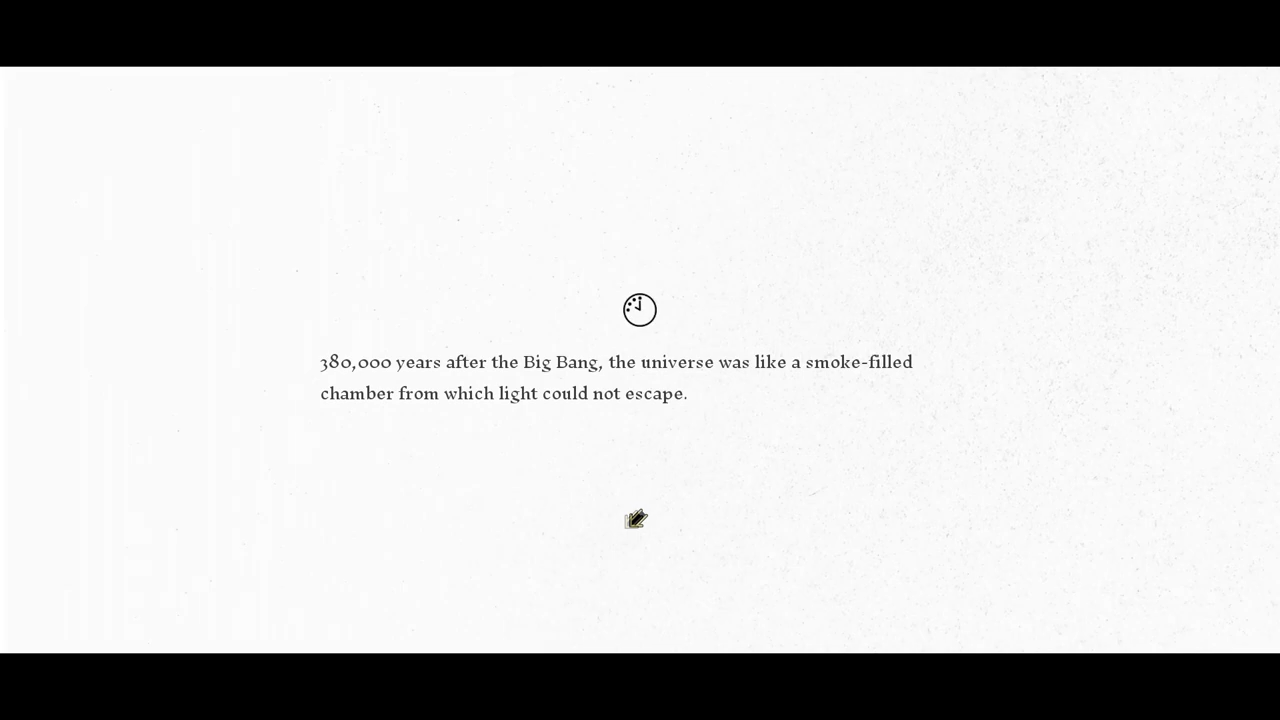 380,000 years after the Big Bang, the universe was like a smoke-filled
chamber from which light could not escape.